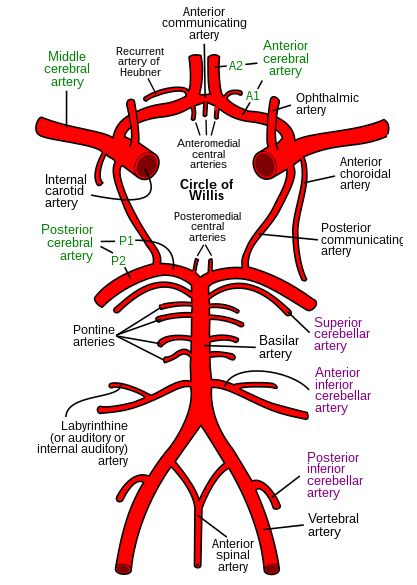 Anterior
communicating
artery
Middle
cerebral
artery
Recurrent
artery of
Heubner
A2
Anterior
cerebral
artery
A1
Ophthalmic
artery
Anteromedial
central
arteries
Circle of
Willis
Internal
carotid
artery
Anterior
choroidal
artery
Posteromedial
central
arteries
Posterior
cerebral
artery
P1
P2
Posterior
communicating
artery
Pontine
arteries
Basilar
artery
Superior
cerebellar
artery
Anterior
inferior
cerebellar
artery
Labyrinthine
(or auditory or
internal auditory)
artery
Posterior
inferior
cerebellar
artery
Vertebral
artery
Anterior
spinal
artery